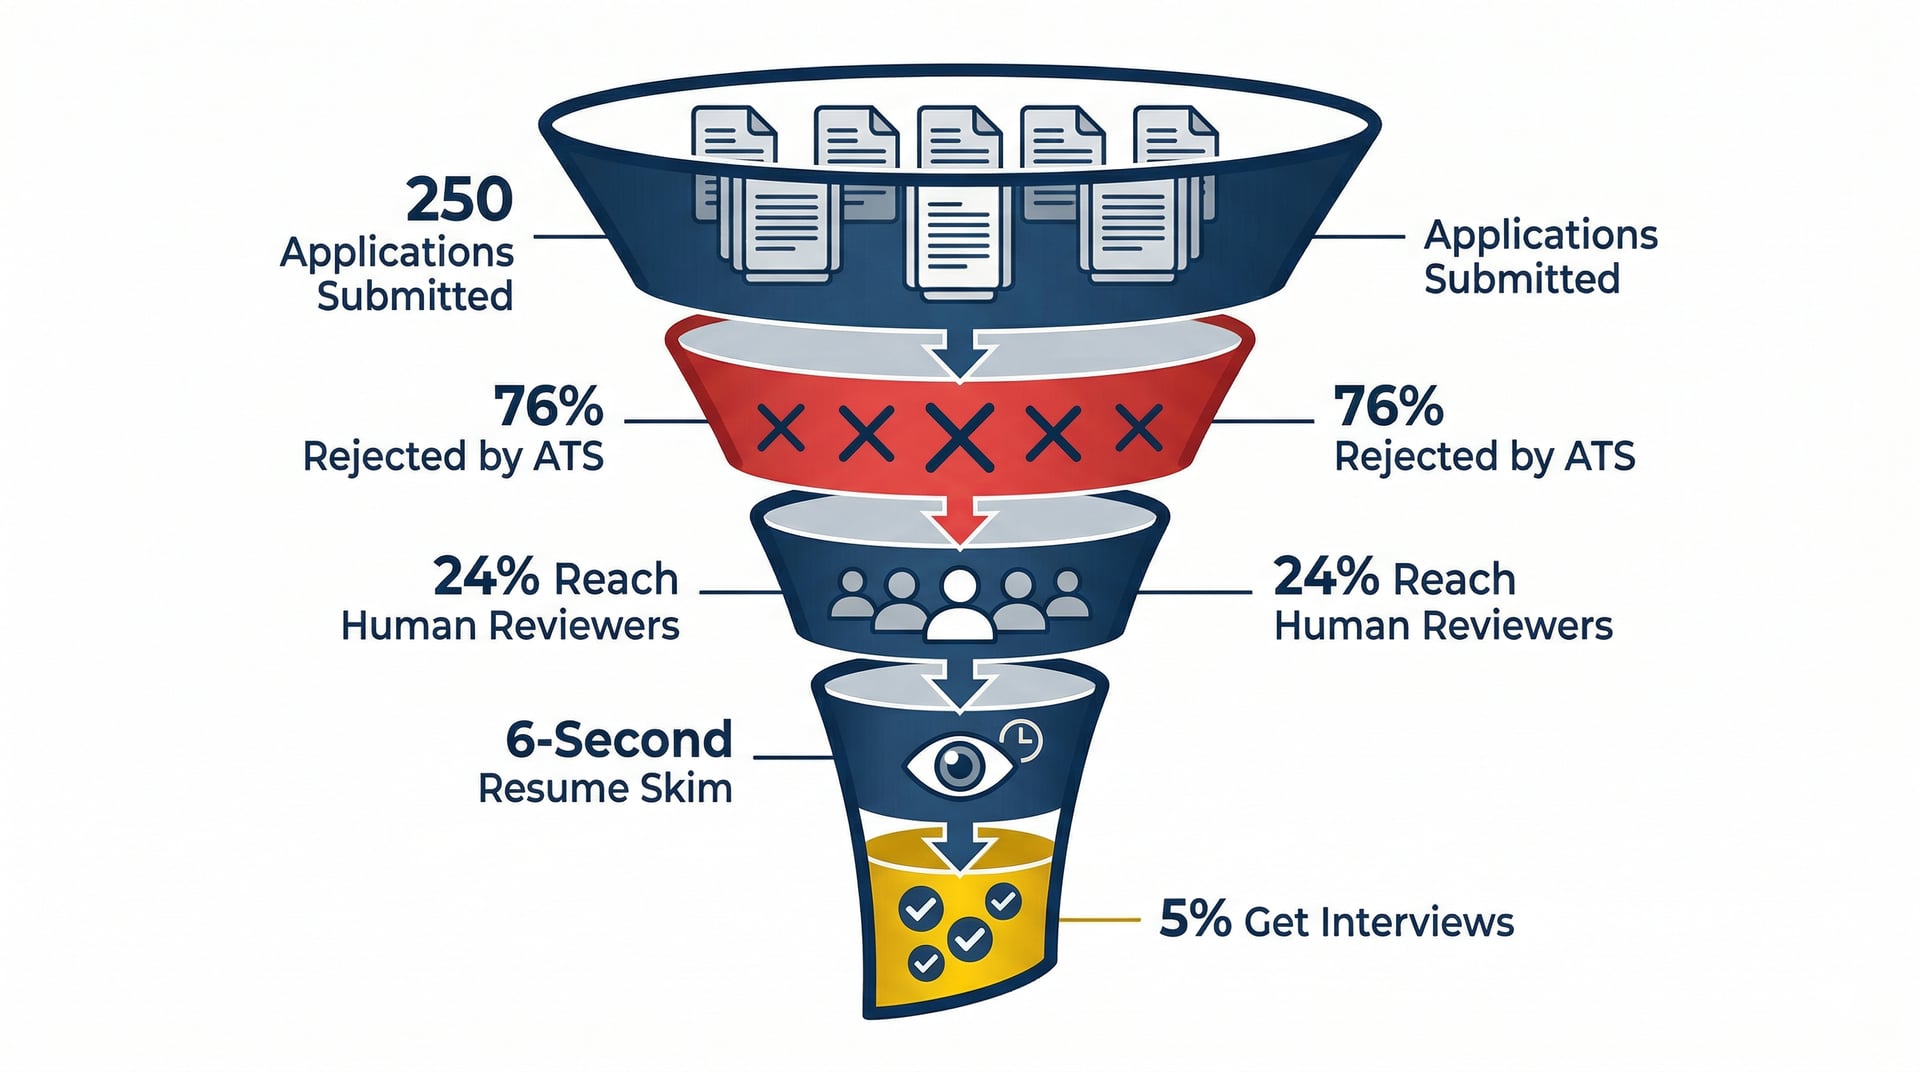 250
Applications
Submitted
Applications
Submitted
76%
Rejected by ATS
76%
Rejected by ATS
24% Reach
Human Reviewers
24% Reach
Human Reviewers
6-Second
Resume Skim
5% Get Interviews